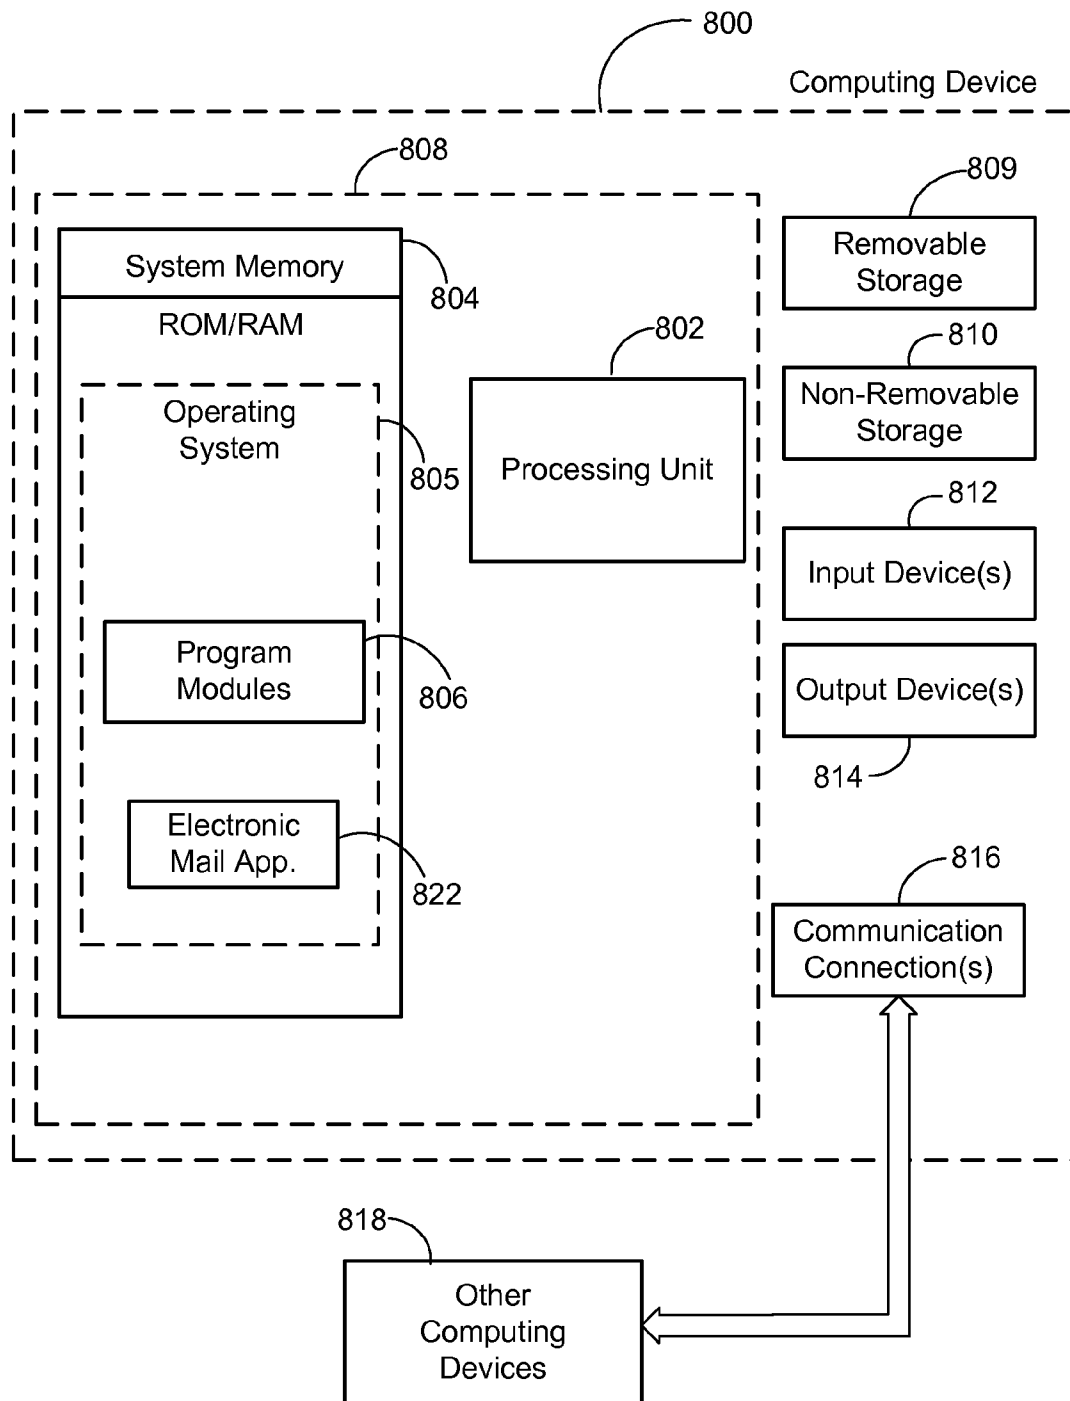 800
Computing Device
808
809
Removable
Storage
System Memory
804
ROM/RAM
802
810
Non-Removable
Storage
Operating
System
805
Processing Unit
812
Input Device(s)
Program
Modules
806
Output Device(s)
814
Electronic
Mail App.
822
816
Communication
Connection(s)
818
Other
Computing
Devices